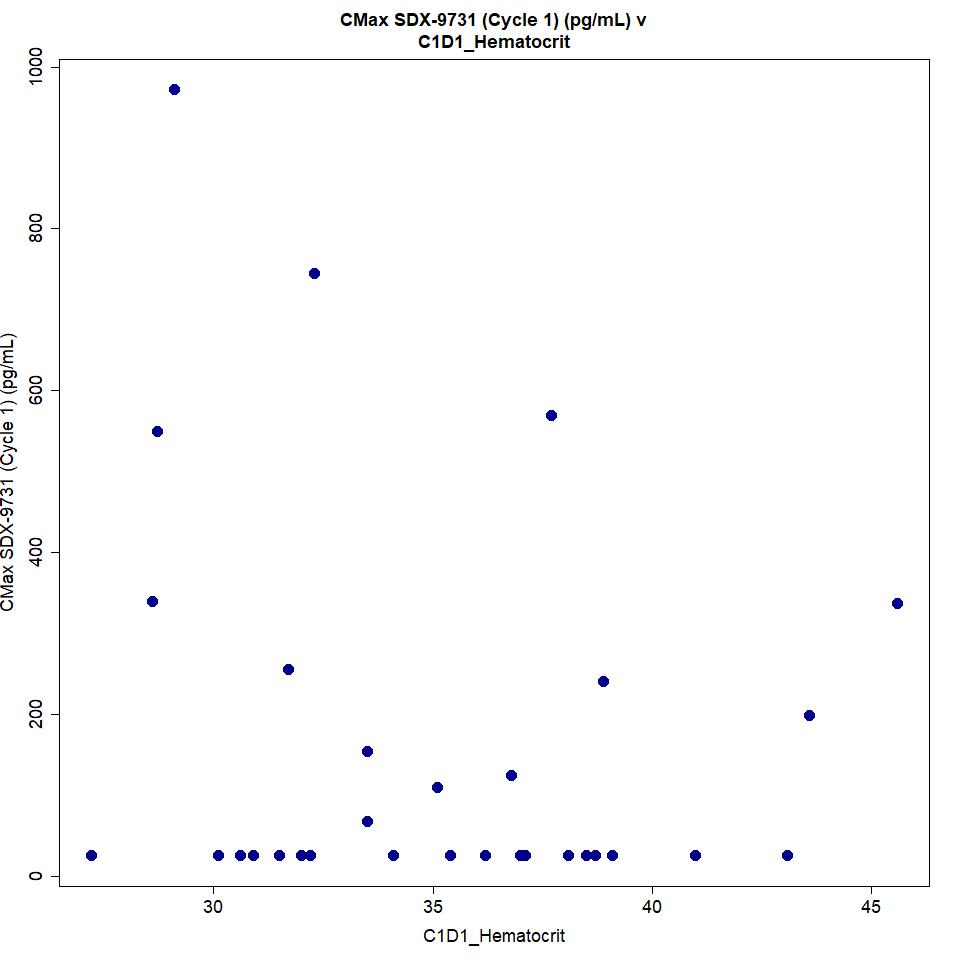 CMax SDX-9731 (Cycle 1) (pg/mL) v
C1D1_Hematocrit
CMax SDX-9731 (Cycle 1) (pg/mL)
1000
800
600
400
200
0
30 35 40 45
C1D1_Hematocrit